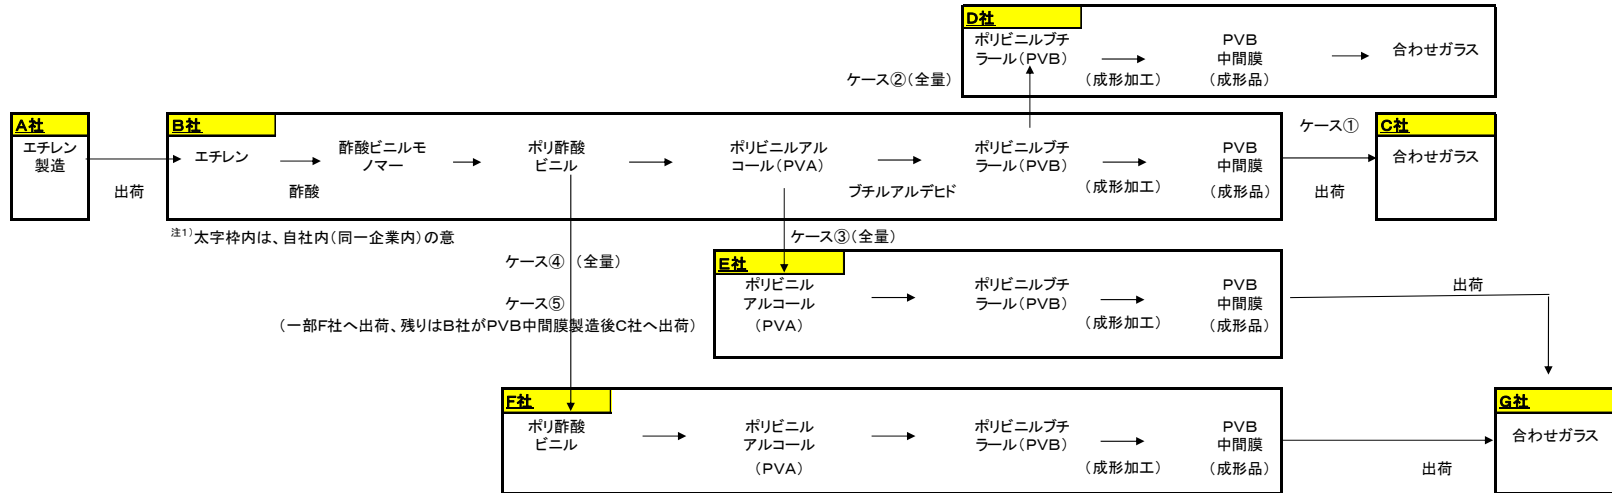 D社
ポリビニルブチ
ラール(PVB)
(成形加工)
PVB
中間膜
(成形品)
合わせガラス
ケース②(全量)
A社
エチレン
製造
出荷
B社
エチレン
酢酸
酢酸ビニルモ
ノマー
ポリ酢酸
ビニル
ポリビニルアル
コール(PVA)
ブチルアルデヒド
ポリビニルブチ
ラール(PVB)
(成形加工)
PVB
中間膜
(成形品)
ケース①
出荷
C社
合わせガラス
注1)太字枠内は、自社内(同一企業内)の意
ケース③(全量)
ケース④ (全量)
ケース⑤
(一部F社へ出荷、残りはB社がPVB中間膜製造後C社へ出荷)
E社
ポリビニル
アルコール
(PVA)
ポリビニルブチ
ラール(PVB)
(成形加工)
PVB
中間膜
(成形品)
出荷
F社
ポリ酢酸
ビニル
ポリビニル
アルコール
(PVA)
ポリビニルブチ
ラール(PVB)
(成形加工)
PVB
中間膜
(成形品)
出荷
G社
合わせガラス